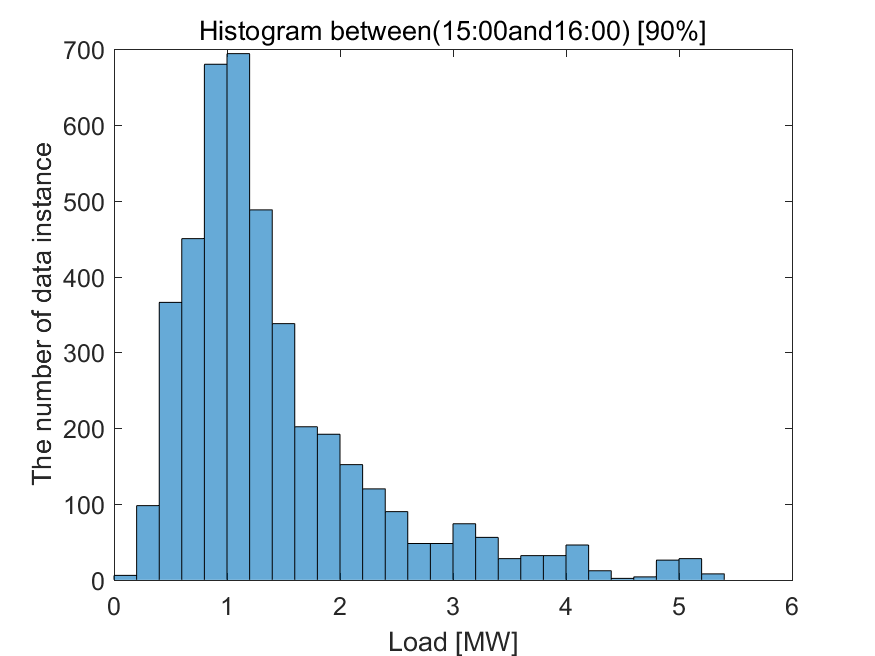 Histogram between(15:00and16:00) [90%]
700
600
500
400
300
200
100
0
The number of data instance
0 1 2 3 4 5 6
Load [MW]